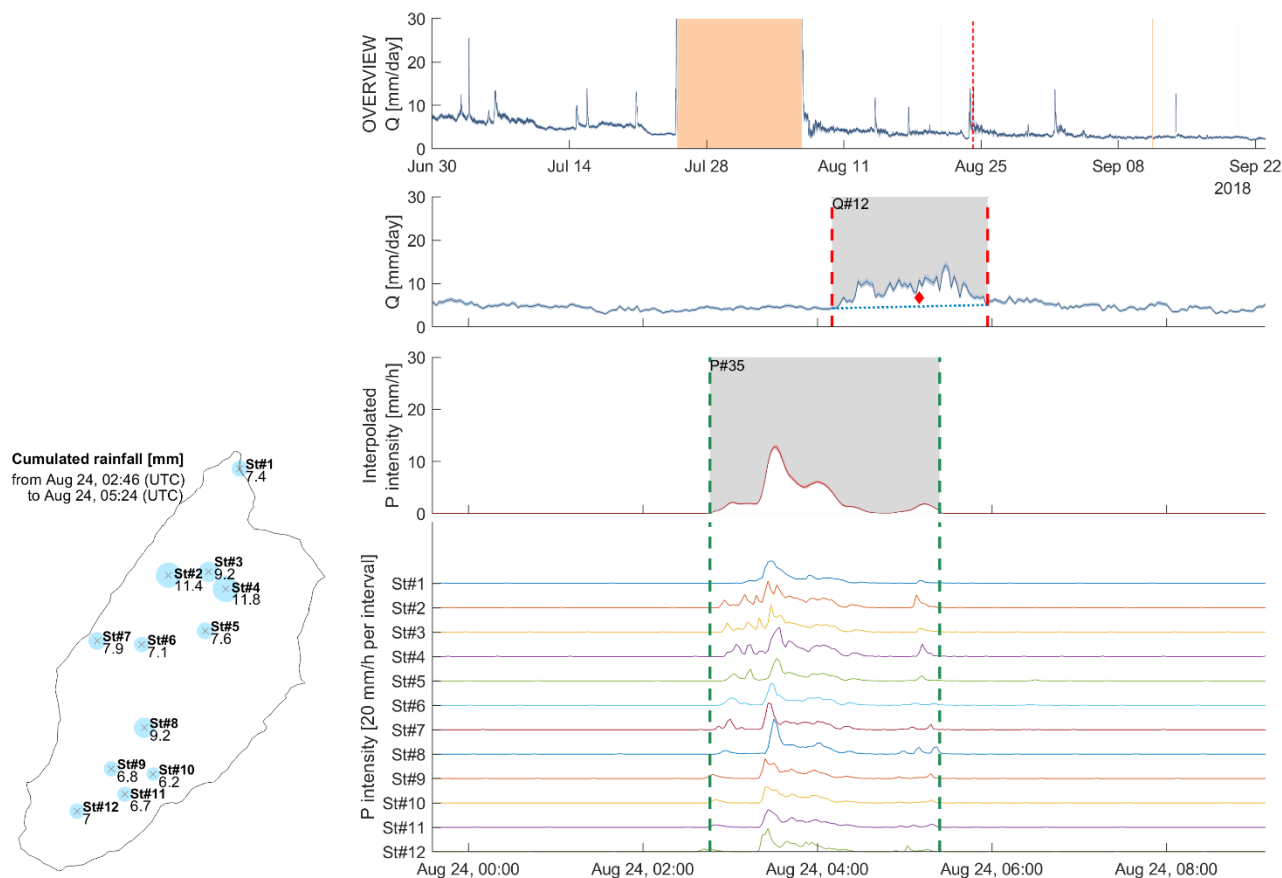 OVERVIEW
Q [mm/day]
30
20
10
0
Jun 30
Jul 14
Jul 28
Aug 11
Aug 25
Sep 08
Sep 22
2018
Q [mm/day]
30
20
10
0
Q#12
Interpolated
P intensity [mm/h]
30
20
10
0
P#35
Cumulated rainfall [mm]
from Aug 24, 02:46 (UTC)
to Aug 24, 05:24 (UTC)
St#1
7.4
St#2
11.4
St#3
9.2
St#4
11.8
St#5
7.6
St#6
7.1
St#7
7.9
St#8
9.2
St#9
6.8
St#10
6.2
St#11
6.7
St#12
7
P intensity [20 mm/h per interval]
St#1
St#2
St#3
St#4
St#5
St#6
St#7
St#8
St#9
St#10
St#11
St#12
Aug 24, 00:00
Aug 24, 02:00
Aug 24, 04:00
Aug 24, 06:00
Aug 24, 08:00